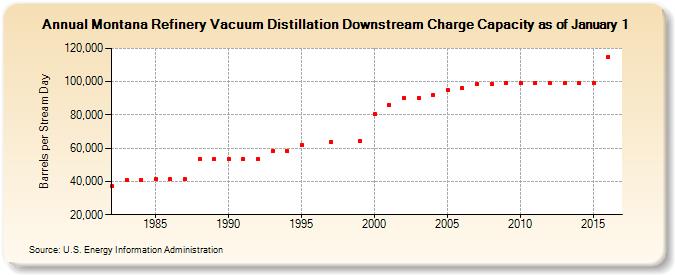 Annual Montana Refinery Vacuum Distillation Downstream Charge Capacity as of January 1
Barrels per Stream Day
120,000
100,000
80,000
60,000
40,000
20,000
1985 1990 1995 2000 2005 2010 2015
Source: U.S. Energy Information Administration